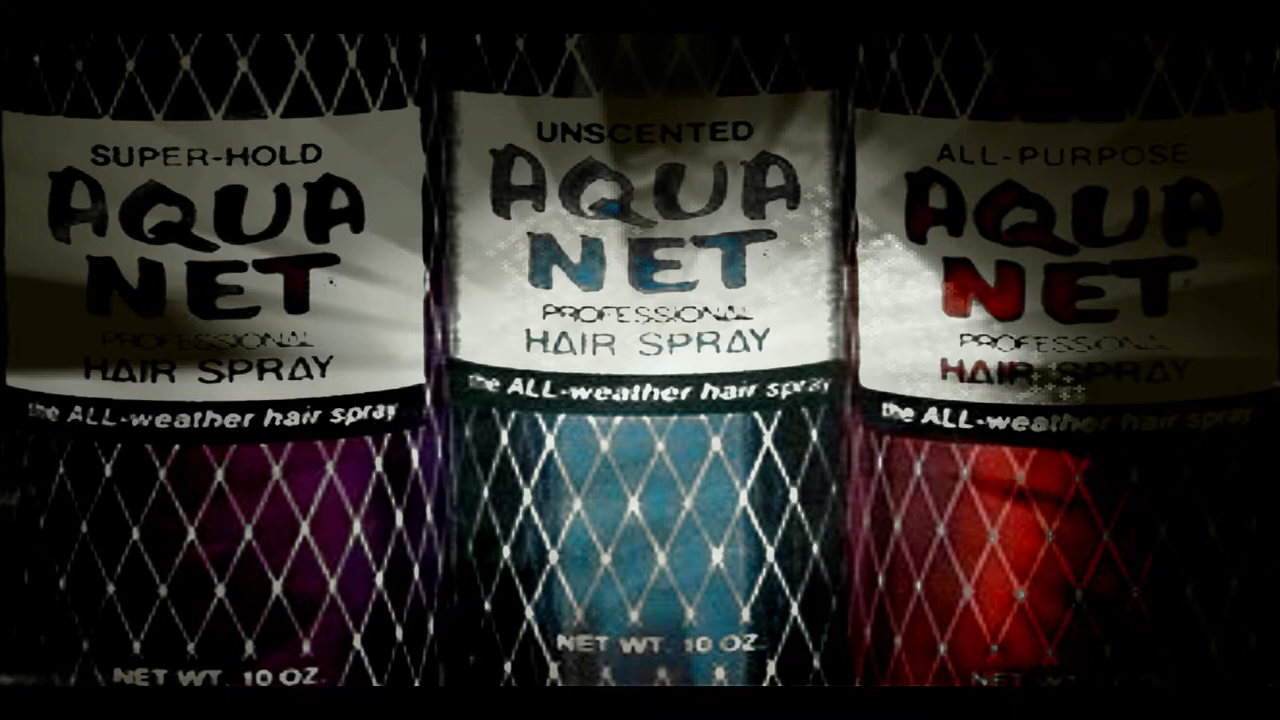 SUPER-HOLD
AQUA
NET
PROFESSIONAL
HAIR SPRAY
the ALL-weather hair spray
NET WT. 10 OZ.
UNSCENTED
AQUA
NET
PROFESSIONAL
HAIR SPRAY
the ALL-weather hair spray
NET WT. 10 OZ.
ALL-PURPOSE
AQUA
NET
PROFESSIONAL
HAIR SPRAY
the ALL-weather hair spray
NET WT.